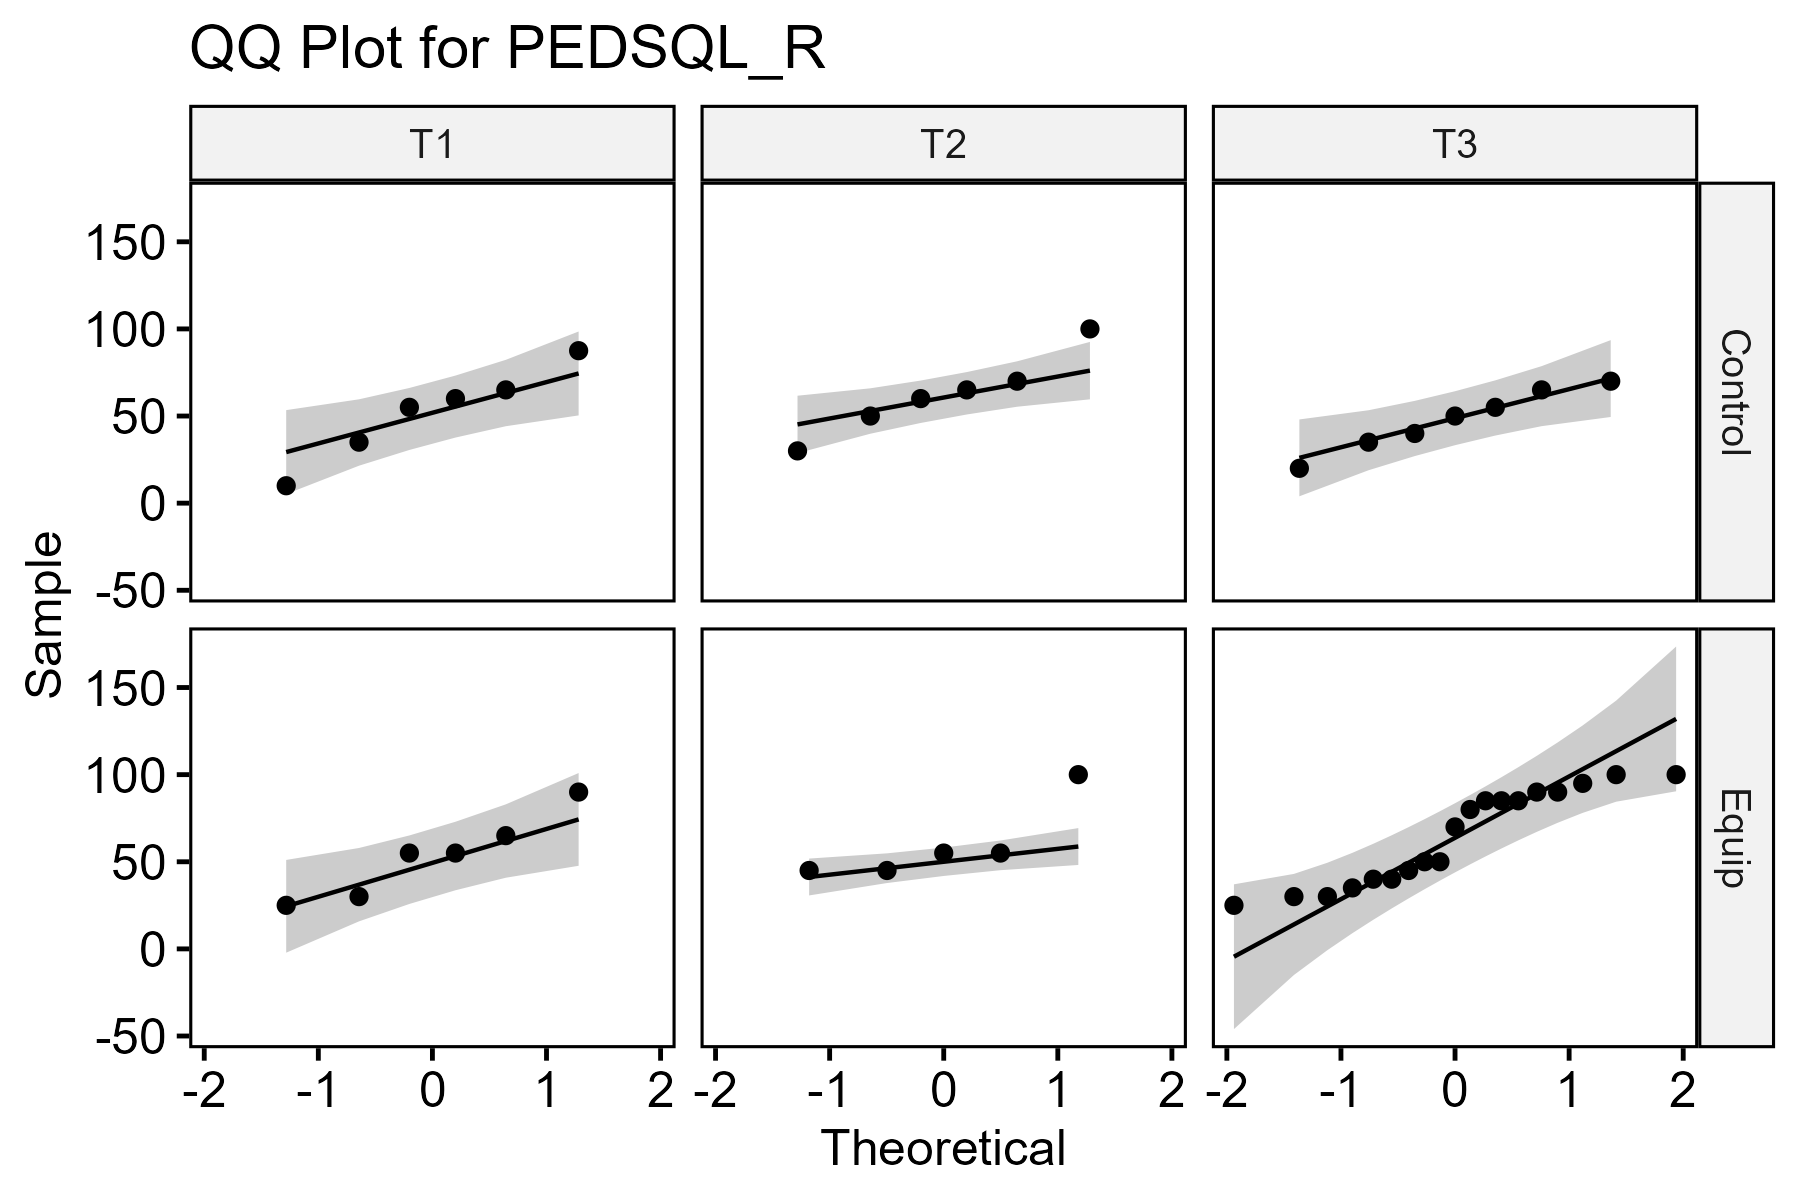 QQ Plot for PEDSQL_R
T1 T2 T3
150
100
50
0
-50
Control
Sample
150
100
50
0
-50
Equip
-2 -1 0 1 2 -2 -1 0 1 2 -2 -1 0 1 2
Theoretical